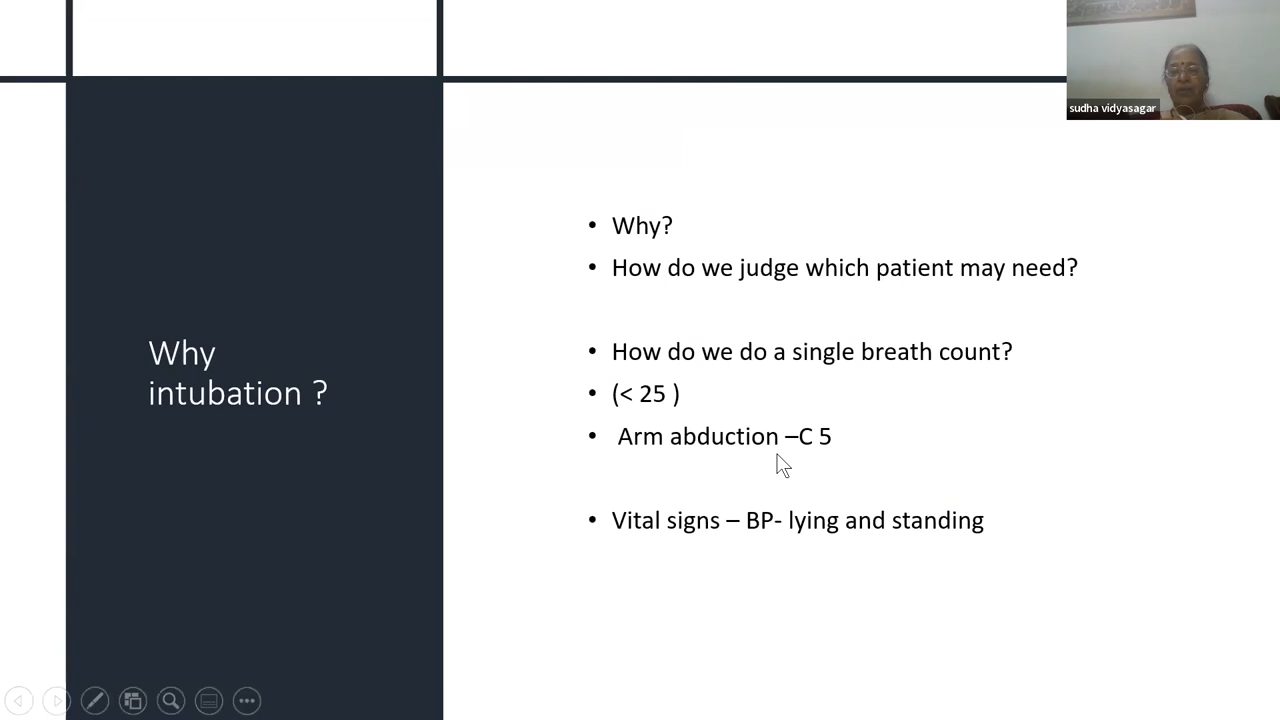 sudha vidyasagar
Why
intubation ?
• Why?
• How do we judge which patient may need?
• How do we do a single breath count?
• (< 25 )
• Arm abduction –C 5
• Vital signs – BP- lying and standing